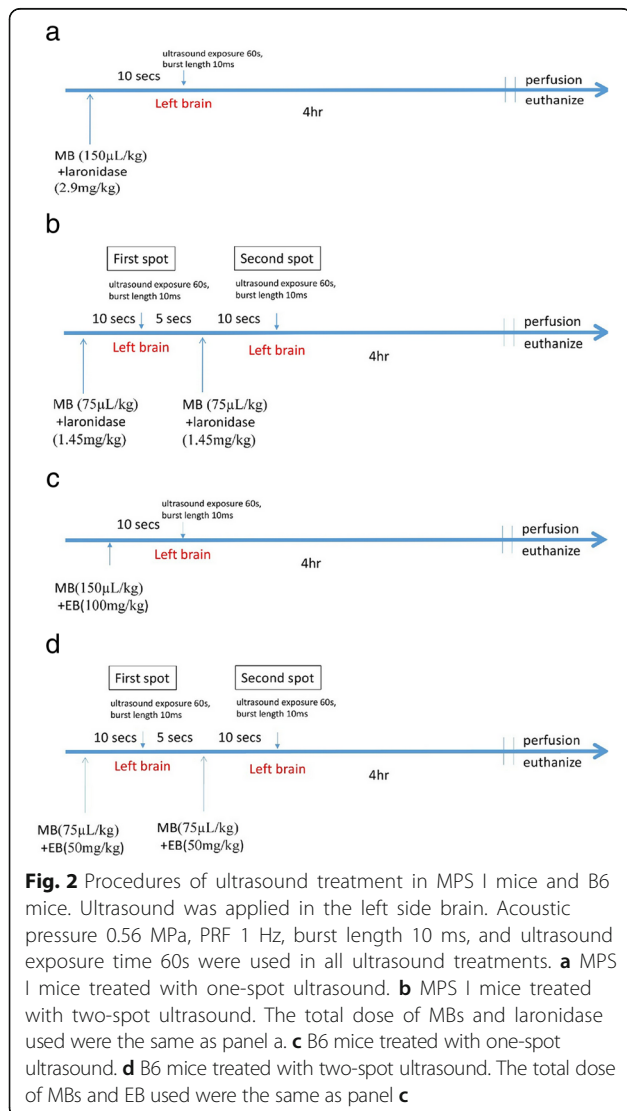 a
ultrasound exposure 60s,
burst length 10ms
10 secs
Left brain
4hr
perfusion
euthanize
MB (150µL/kg)
+laronidase
(2.9mg/kg)
b
First spot
Second spot
ultrasound exposure 60s,
burst length 10ms
ultrasound exposure 60s,
burst length 10ms
10 secs
5 secs
10 secs
Left brain
Left brain
4hr
perfusion
euthanize
MB (75µL/kg)
+laronidase
(1.45mg/kg)
MB (75µL/kg)
+laronidase
(1.45mg/kg)
c
ultrasound exposure 60s,
burst length 10ms
10 secs
Left brain
4hr
perfusion
euthanize
MB(150µL/kg)
+EB(100mg/kg)
d
First spot
Second spot
ultrasound exposure 60s,
burst length 10ms
ultrasound exposure 60s,
burst length 10ms
10 secs
5 secs
10 secs
Left brain
Left brain
4hr
perfusion
euthanize
MB(75µL/kg)
+EB(50mg/kg)
MB(75µL/kg)
+EB(50mg/kg)
Fig. 2 Procedures of ultrasound treatment in MPS I mice and B6
mice. Ultrasound was applied in the left side brain. Acoustic
pressure 0.56 MPa, PRF 1 Hz, burst length 10 ms, and ultrasound
exposure time 60s were used in all ultrasound treatments. a MPS
I mice treated with one-spot ultrasound. b MPS I mice treated
with two-spot ultrasound. The total dose of MBs and laronidase
used were the same as panel a. c B6 mice treated with one-spot
ultrasound. d B6 mice treated with two-spot ultrasound. The total dose
of MBs and EB used were the same as panel c